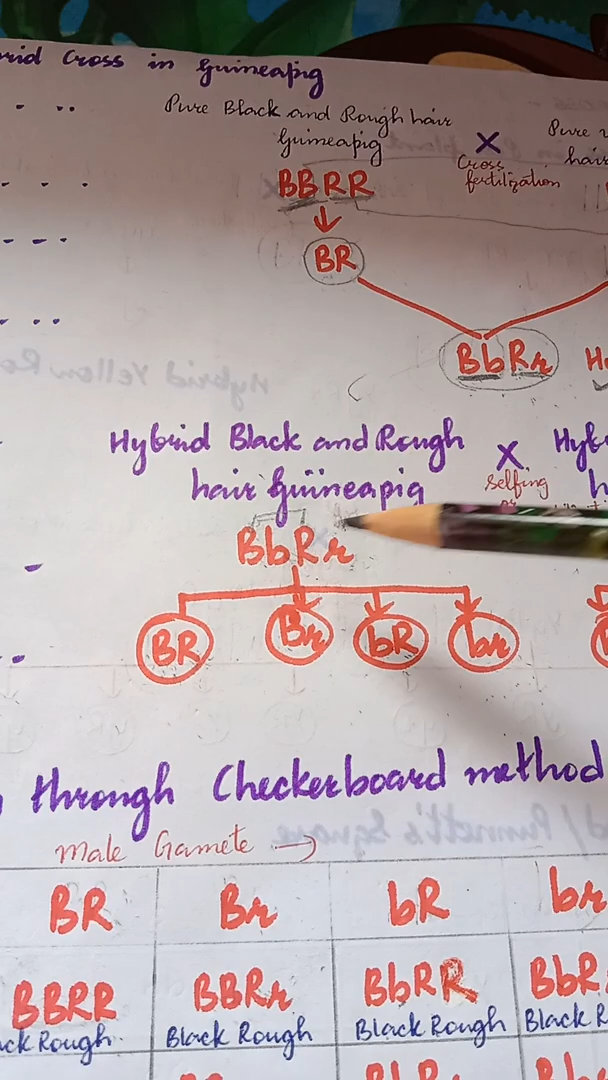 Cross in Guineapig
Pure Black and Rough hair
Guineapig
X
Pure
hair
Cross
fertilization
BBRR
BR
BbRr
Hybrid Black and Rough
hair Guineapig
X
selfing
BbRr
BR Br bR br
through Checkerboard method
Male Gamete →
BR Br bR br
BBRR BBRr BbRR BbR
Rough Black Rough Black Rough Black R